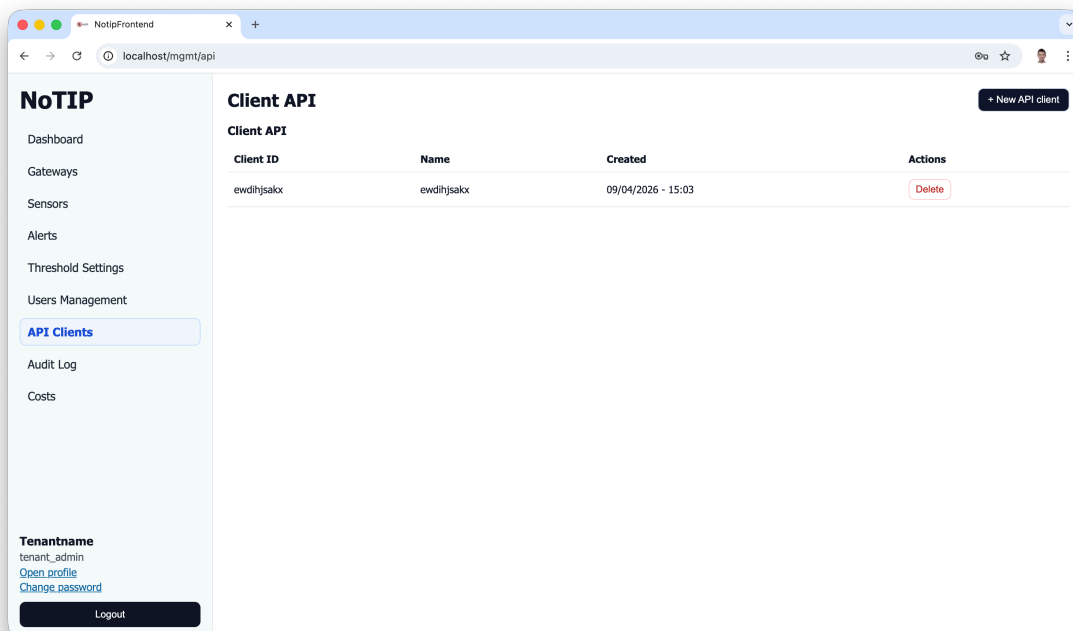 NotipFrontend
localhost/mgmt/api
NoTIP
Dashboard
Gateways
Sensors
Alerts
Threshold Settings
Users Management
API Clients
Audit Log
Costs
Tenantname
tenant_admin
Open profile
Change password
Logout
Client API
+ New API client
Client API
Client ID Name Created Actions
ewdihjsakx ewdihjsakx 09/04/2026 - 15:03 Delete